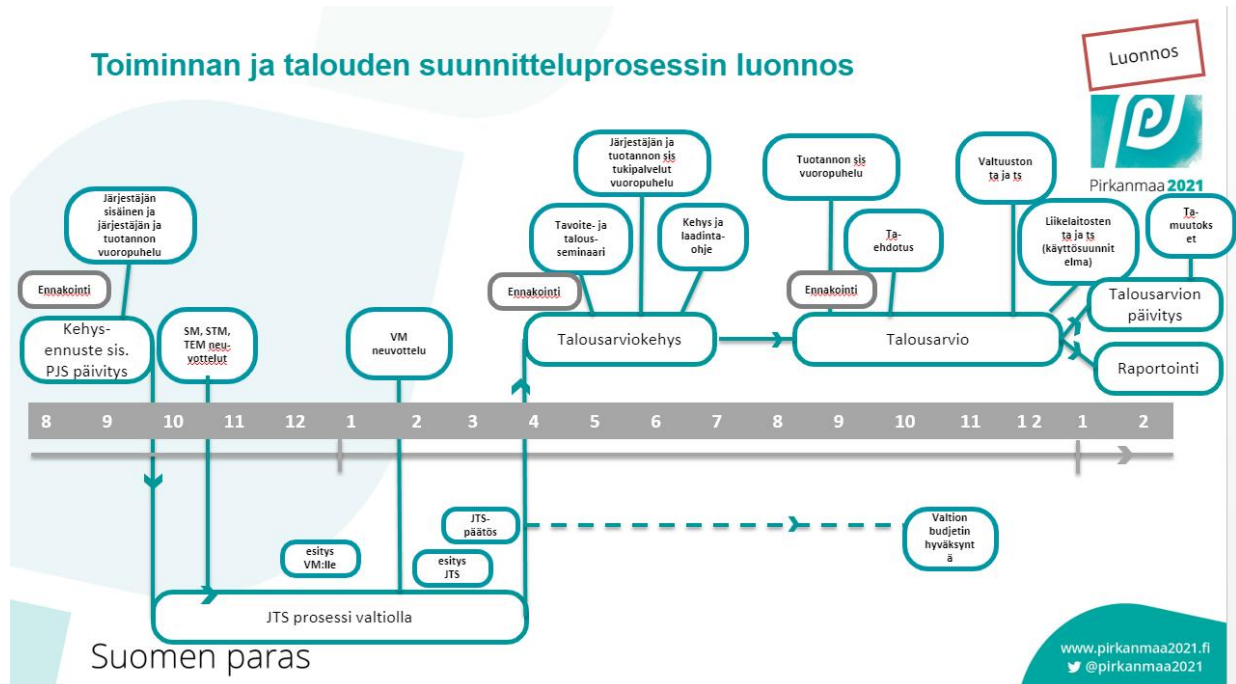 Toiminnan ja talouden suunnitteluprosessin luonnos
Luonnos
Pirkanmaa 2021
Järjestäjän
sisäinen ja
järjestäjän ja
tuotannon
vuoropuhelu
Ennakointi
Kehys-
ennuste sis.
PJS päivitys
SM, STM,
TEM neu-
vottelut
VM
neuvottelu
Järjestäjän ja
tuotannon sis
tukipalvelut
vuoropuhelu
Tavoite- ja
talous-
seminaari
Kehys ja
laadinta-
ohje
Ennakointi
Talousarviokehys
Tuotannon sis
vuoropuhelu
Ta-
ehdotus
Ennakointi
Valtuuston
ta ja ts
Liikelaitosten
ta ja ts
(käyttösuunnit
elma)
Ta-
muutoks
et
Talousarvio
Talousarvion
päivitys
Raportointi
8 9 10 11 12 1 2 3 4 5 6 7 8 9 10 11 1 2 1 2
JTS-
päätös
esitys
VM:lle
esitys
JTS
Valtion
budjetin
hyväksynt
ä
JTS prosessi valtiolla
Suomen paras
www.pirkanmaa2021.fi
@pirkanmaa2021